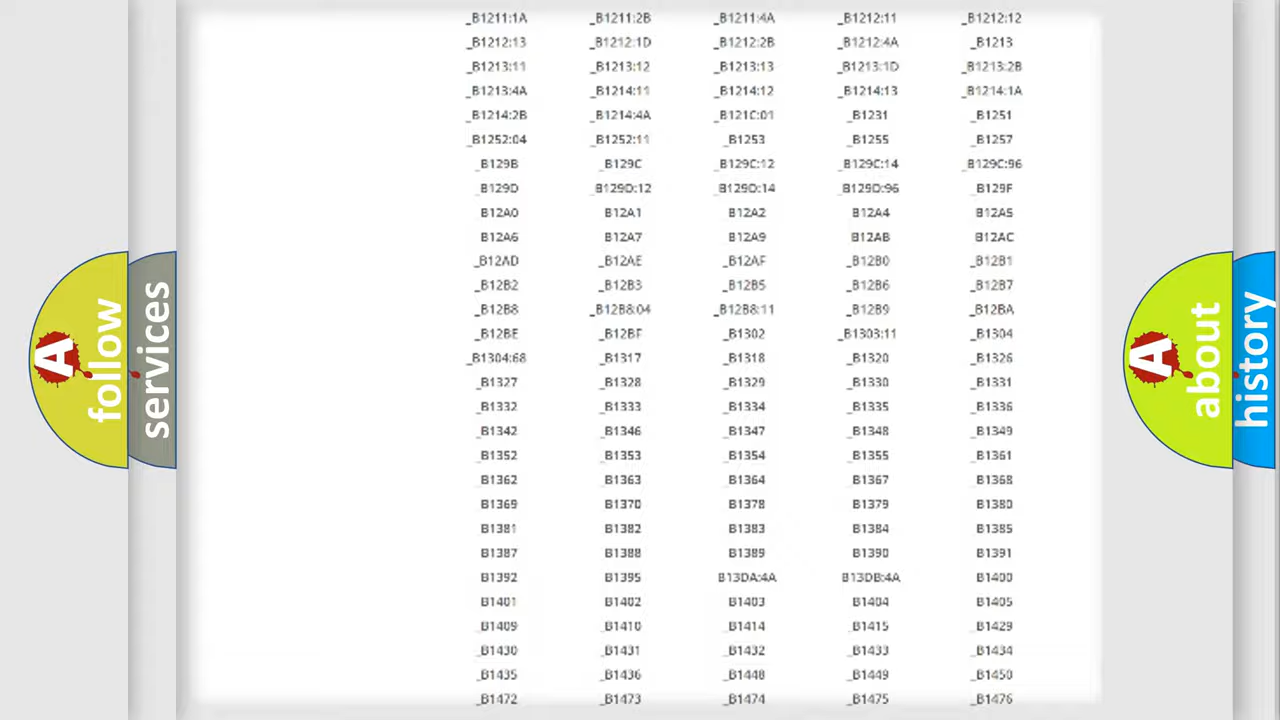 _B1211:1A _B1211:2B _B1211:4A _B1212:11 _B1212:12
_B1212:13 _B1212:1D _B1212:2B _B1212:4A _B1213
_B1213:11 _B1213:12 _B1213:13 _B1213:1D _B1213:2B
_B1213:4A _B1214:11 _B1214:12 _B1214:13 _B1214:1A
_B1214:2B _B1214:4A _B121C:01 _B1231 _B1251
_B1252:04 _B1252:11 _B1253 _B1255 _B1257
_B129B _B129C _B129C:12 _B129C:14 _B129C:96
_B129D _B129D:12 _B129D:14 _B129D:96 _B129F
B12A0 B12A1 B12A2 B12A4 B12A5
B12A6 B12A7 B12A9 B12AB B12AC
_B12AD _B12AE _B12AF _B12B0 _B12B1
_B12B2 _B12B3 _B12B5 _B12B6 _B12B7
_B12B8 _B12B8:04 _B12B8:11 _B12B9 _B12BA
_B12BE _B12BF _B1302 _B1303:11 _B1304
_B1304:68 _B1317 _B1318 _B1320 _B1326
_B1327 _B1328 _B1329 _B1330 _B1331
_B1332 _B1333 _B1334 _B1335 _B1336
_B1342 _B1346 _B1347 _B1348 _B1349
_B1352 _B1353 _B1354 _B1355 _B1361
_B1362 _B1363 _B1364 _B1367 _B1368
B1369 B1370 B1378 B1379 B1380
B1381 B1382 B1383 B1384 B1385
B1387 B1388 B1389 B1390 B1391
B1392 B1395 B13DA:4A B13DB:4A B1400
B1401 B1402 B1403 B1404 B1405
_B1409 _B1410 _B1414 _B1415 _B1429
_B1430 _B1431 _B1432 _B1433 _B1434
_B1435 _B1436 _B1448 _B1449 _B1450
_B1472 _B1473 _B1474 _B1475 _B1476
A follow
services
A about
history